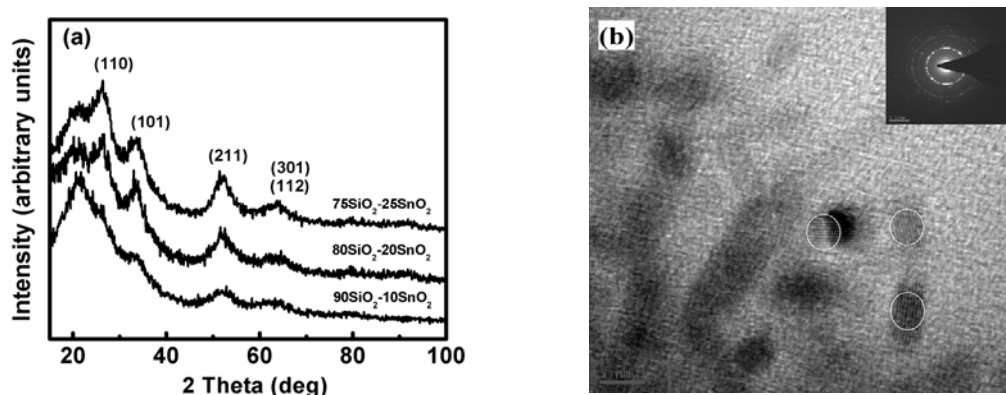 (a)
Intensity (arbitrary units)
(110)
(101)
(211)
(301)
(112)
75SiO₂-25SnO₂
80SiO₂-20SnO₂
90SiO₂-10SnO₂
20 40 60 80 100
2 Theta (deg)
(b)